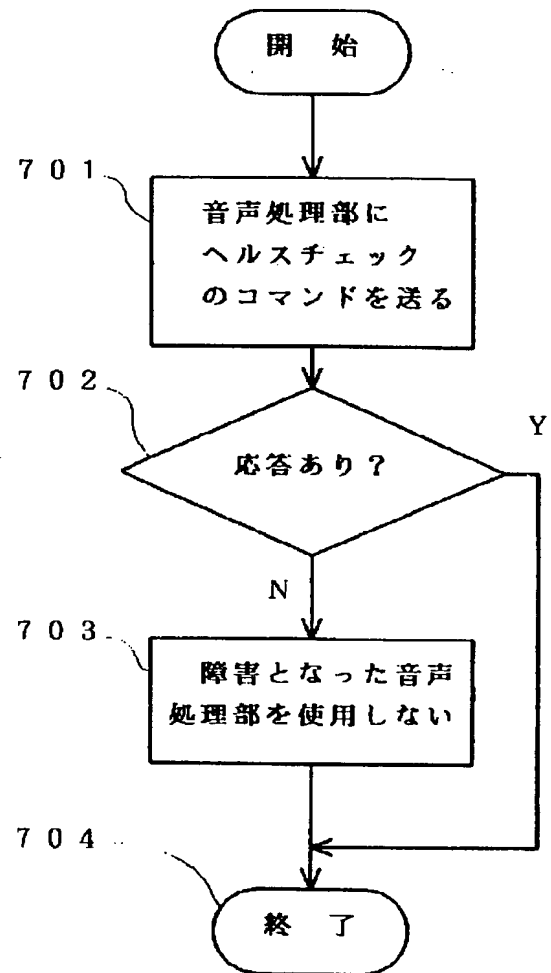 開 始
701
音声処理部に
ヘルスチェック
のコマンドを送る
702
応答あり？
Y
N
703
障害となった音声
処理部を使用しない
704
終 了